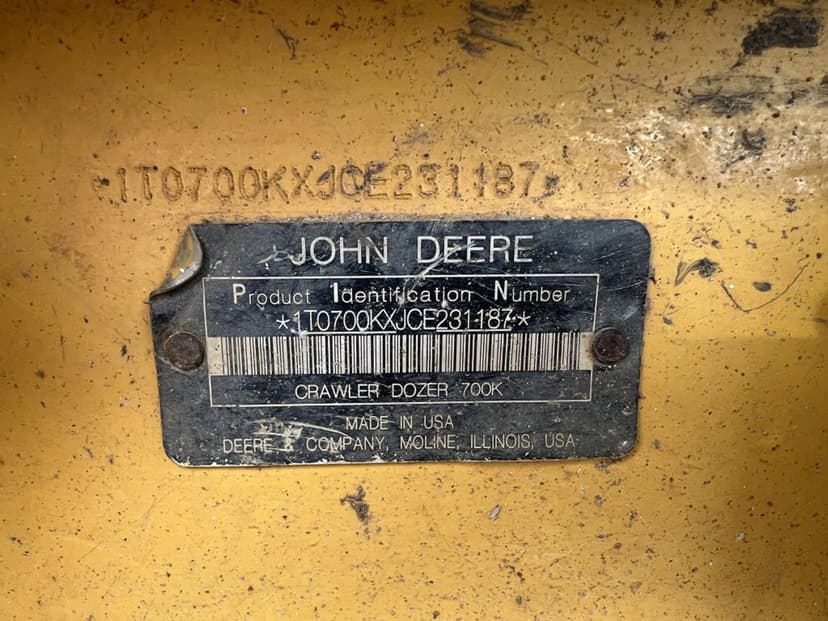 *1T0700KXJCE231187*
JOHN DEERE
Product Identification Number
*1T0700KXJCE231187*
CRAWLER DOZER 700K
MADE IN USA
DEERE & COMPANY, MOLINE, ILLINOIS, USA